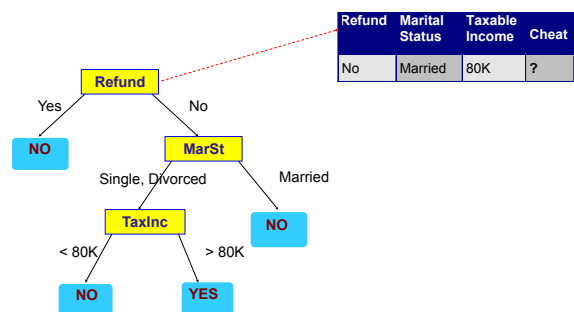 Refund Marital Status Taxable Income Cheat
No Married 80K ?
Refund
Yes No
NO MarSt
Single, Divorced Married
TaxInc NO
< 80K > 80K
NO YES